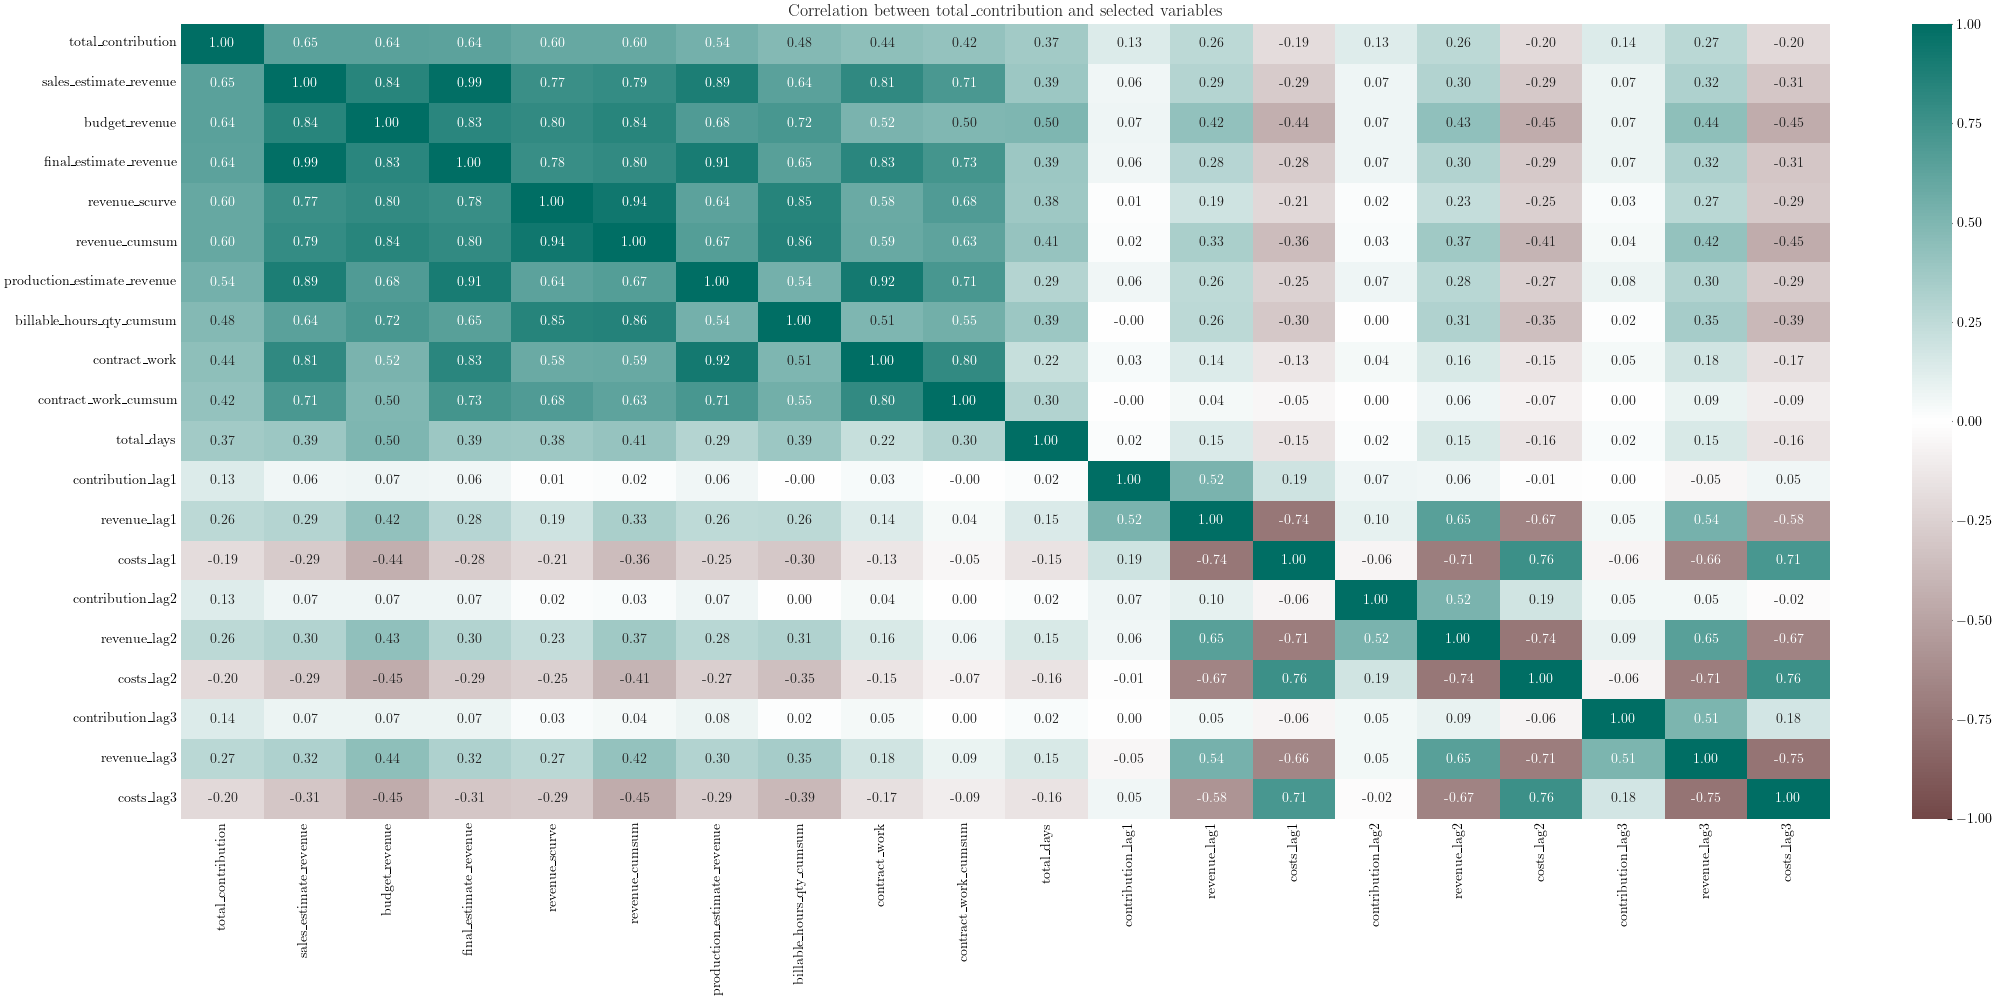 Correlation between total_contribution and selected variables
total_contribution 1.00 0.65 0.64 0.64 0.60 0.60 0.54 0.48 0.44 0.42 0.37 0.13 0.26 -0.19 0.13 0.26 -0.20 0.14 0.27 -0.20
sales_estimate_revenue 0.65 1.00 0.84 0.99 0.77 0.79 0.89 0.64 0.81 0.71 0.39 0.06 0.29 -0.29 0.07 0.30 -0.29 0.07 0.32 -0.31
budget_revenue 0.64 0.84 1.00 0.83 0.80 0.84 0.68 0.72 0.52 0.50 0.50 0.07 0.42 -0.44 0.07 0.43 -0.45 0.07 0.44 -0.45
final_estimate_revenue 0.64 0.99 0.83 1.00 0.78 0.80 0.91 0.65 0.83 0.73 0.39 0.06 0.28 -0.28 0.07 0.30 -0.29 0.07 0.32 -0.31
revenue_scurve 0.60 0.77 0.80 0.78 1.00 0.94 0.64 0.85 0.58 0.68 0.38 0.01 0.19 -0.21 0.02 0.23 -0.25 0.03 0.27 -0.29
revenue_cumsum 0.60 0.79 0.84 0.80 0.94 1.00 0.67 0.86 0.59 0.63 0.41 0.02 0.33 -0.36 0.03 0.37 -0.41 0.04 0.42 -0.45
production_estimate_revenue 0.54 0.89 0.68 0.91 0.64 0.67 1.00 0.54 0.92 0.71 0.29 0.06 0.26 -0.25 0.07 0.28 -0.27 0.08 0.30 -0.29
billable_hours_qty_cumsum 0.48 0.64 0.72 0.65 0.85 0.86 0.54 1.00 0.51 0.55 0.39 -0.00 0.26 -0.30 0.00 0.31 -0.35 0.02 0.35 -0.39
contract_work 0.44 0.81 0.52 0.83 0.58 0.59 0.92 0.51 1.00 0.80 0.22 0.03 0.14 -0.13 0.04 0.16 -0.15 0.05 0.18 -0.17
contract_work_cumsum 0.42 0.71 0.50 0.73 0.68 0.63 0.71 0.55 0.80 1.00 0.30 -0.00 0.04 -0.05 0.00 0.06 -0.07 0.00 0.09 -0.09
total_days 0.37 0.39 0.50 0.39 0.38 0.41 0.29 0.39 0.22 0.30 1.00 0.02 0.15 -0.15 0.02 0.15 -0.16 0.02 0.15 -0.16
contribution_lag1 0.13 0.06 0.07 0.06 0.01 0.02 0.06 -0.00 0.03 -0.00 0.02 1.00 0.52 0.19 0.07 0.06 -0.01 0.00 -0.05 0.05
revenue_lag1 0.26 0.29 0.42 0.28 0.19 0.33 0.26 0.26 0.14 0.04 0.15 0.52 1.00 -0.74 0.10 0.65 -0.67 0.05 0.54 -0.58
costs_lag1 -0.19 -0.29 -0.44 -0.28 -0.21 -0.36 -0.25 -0.30 -0.13 -0.05 -0.15 0.19 -0.74 1.00 -0.06 -0.71 0.76 -0.06 -0.66 0.71
contribution_lag2 0.13 0.07 0.07 0.07 0.02 0.03 0.07 0.00 0.04 0.00 0.02 0.07 0.10 -0.06 1.00 0.52 0.19 0.05 0.05 -0.02
revenue_lag2 0.26 0.30 0.43 0.30 0.23 0.37 0.28 0.31 0.16 0.06 0.15 0.06 0.65 -0.71 0.52 1.00 -0.74 0.09 0.65 -0.67
costs_lag2 -0.20 -0.29 -0.45 -0.29 -0.25 -0.41 -0.27 -0.35 -0.15 -0.07 -0.16 -0.01 -0.67 0.76 0.19 -0.74 1.00 -0.06 -0.71 0.76
contribution_lag3 0.14 0.07 0.07 0.07 0.03 0.04 0.08 0.02 0.05 0.00 0.02 0.00 0.05 -0.06 0.05 0.09 -0.06 1.00 0.51 0.18
revenue_lag3 0.27 0.32 0.44 0.32 0.27 0.42 0.30 0.35 0.18 0.09 0.15 -0.05 0.54 -0.66 0.05 0.65 -0.71 0.51 1.00 -0.75
costs_lag3 -0.20 -0.31 -0.45 -0.31 -0.29 -0.45 -0.29 -0.39 -0.17 -0.09 -0.16 0.05 -0.58 0.71 -0.02 -0.67 0.76 0.18 -0.75 1.00
total_contribution
sales_estimate_revenue
budget_revenue
final_estimate_revenue
revenue_scurve
revenue_cumsum
production_estimate_revenue
billable_hours_qty_cumsum
contract_work
contract_work_cumsum
total_days
contribution_lag1
revenue_lag1
costs_lag1
contribution_lag2
revenue_lag2
costs_lag2
contribution_lag3
revenue_lag3
costs_lag3
1.00
0.75
0.50
0.25
0.00
−0.25
−0.50
−0.75
−1.00